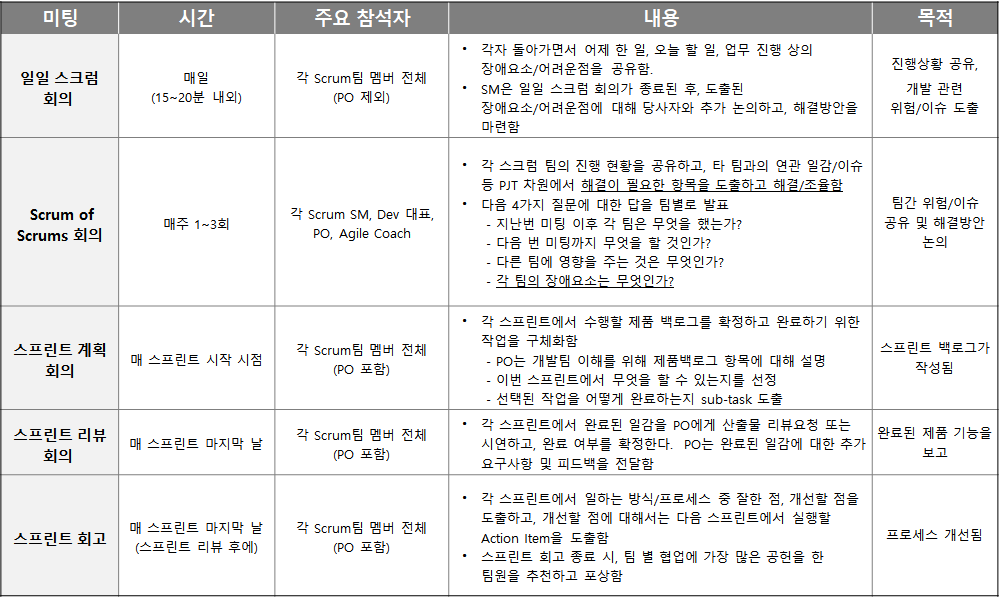 미팅
시간
주요 참석자
내용
목적
일일 스크럼
회의
매일
(15~20분 내외)
각 Scrum팀 멤버 전체
(PO 제외)
• 각자 돌아가면서 어제 한 일, 오늘 할 일, 업무 진행 상의
장애요소/어려운점을 공유함.
• SM은 일일 스크럼 회의가 종료된 후, 도출된
장애요소/어려운점에 대해 당사자와 추가 논의하고, 해결방안을
마련함
진행상황 공유,
개발 관련
위험/이슈 도출
Scrum of
Scrums 회의
매주 1~3회
각 Scrum SM, Dev 대표,
PO, Agile Coach
• 각 스크럼 팀의 진행 현황을 공유하고, 타 팀과의 연관 일감/이슈
등 PJT 차원에서 해결이 필요한 항목을 도출하고 해결/조율함
• 다음 4가지 질문에 대한 답을 팀별로 발표
- 지난번 미팅 이후 각 팀은 무엇을 했는가?
- 다음 번 미팅까지 무엇을 할 것인가?
- 다른 팀에 영향을 주는 것은 무엇인가?
- 각 팀의 장애요소는 무엇인가?
팀간 위험/이슈
공유 및 해결방안
논의
스프린트 계획
회의
매 스프린트 시작 시점
각 Scrum팀 멤버 전체
(PO 포함)
• 각 스프린트에서 수행할 제품 백로그를 확정하고 완료하기 위한
작업을 구체화함
- PO는 개발팀 이해를 위해 제품백로그 항목에 대해 설명
- 이번 스프린트에서 무엇을 할 수 있는지를 선정
- 선택된 작업을 어떻게 완료하는지 sub-task 도출
스프린트 백로그가
작성됨
스프린트 리뷰
회의
매 스프린트 마지막 날
각 Scrum팀 멤버 전체
(PO 포함)
• 각 스프린트에서 완료된 일감을 PO에게 산출물 리뷰요청 또는
시연하고, 완료 여부를 확정한다. PO는 완료된 일감에 대한 추가
요구사항 및 피드백을 전달함
완료된 제품 기능을
보고
스프린트 회고
매 스프린트 마지막 날
(스프린트 리뷰 후에)
각 Scrum팀 멤버 전체
(PO 포함)
• 각 스프린트에서 일하는 방식/프로세스 중 잘한 점, 개선할 점을
도출하고, 개선할 점에 대해서는 다음 스프린트에서 실행할
Action Item을 도출함
• 스프린트 회고 종료 시, 팀 별 협업에 가장 많은 공헌을 한
팀원을 추천하고 포상함
프로세스 개선됨